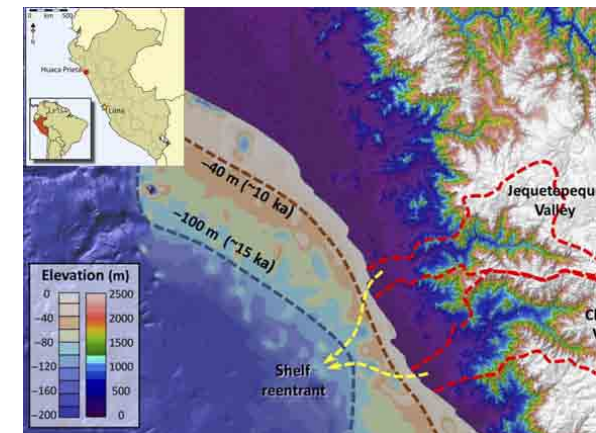 0 km 500
N
Huaca Prieta
Lima
−40 m (~10 ka)
−100 m (~15 ka)
Jequetepequ
Valley
C
V
Shelf
reentrant
Elevation (m)
0
−40
−80
−120
−160
−200
2500
2000
1500
1000
500
0